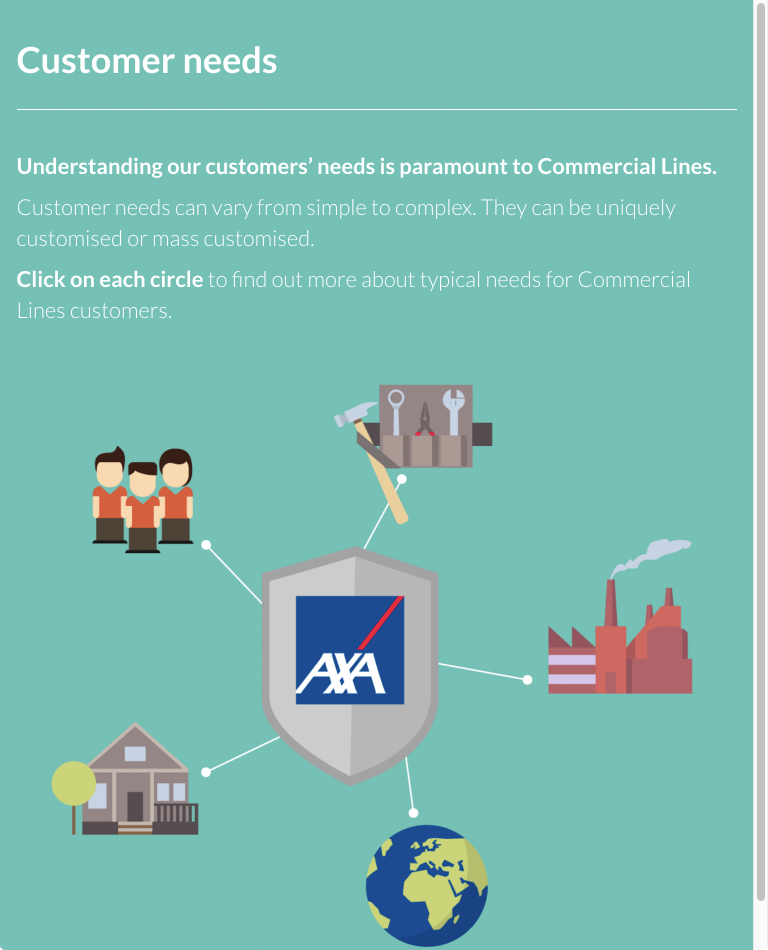 Customer needs
Understanding our customers’ needs is paramount to Commercial Lines.
Customer needs can vary from simple to complex. They can be uniquely
customised or mass customised.
Click on each circle to find out more about typical needs for Commercial
Lines customers.
AXA